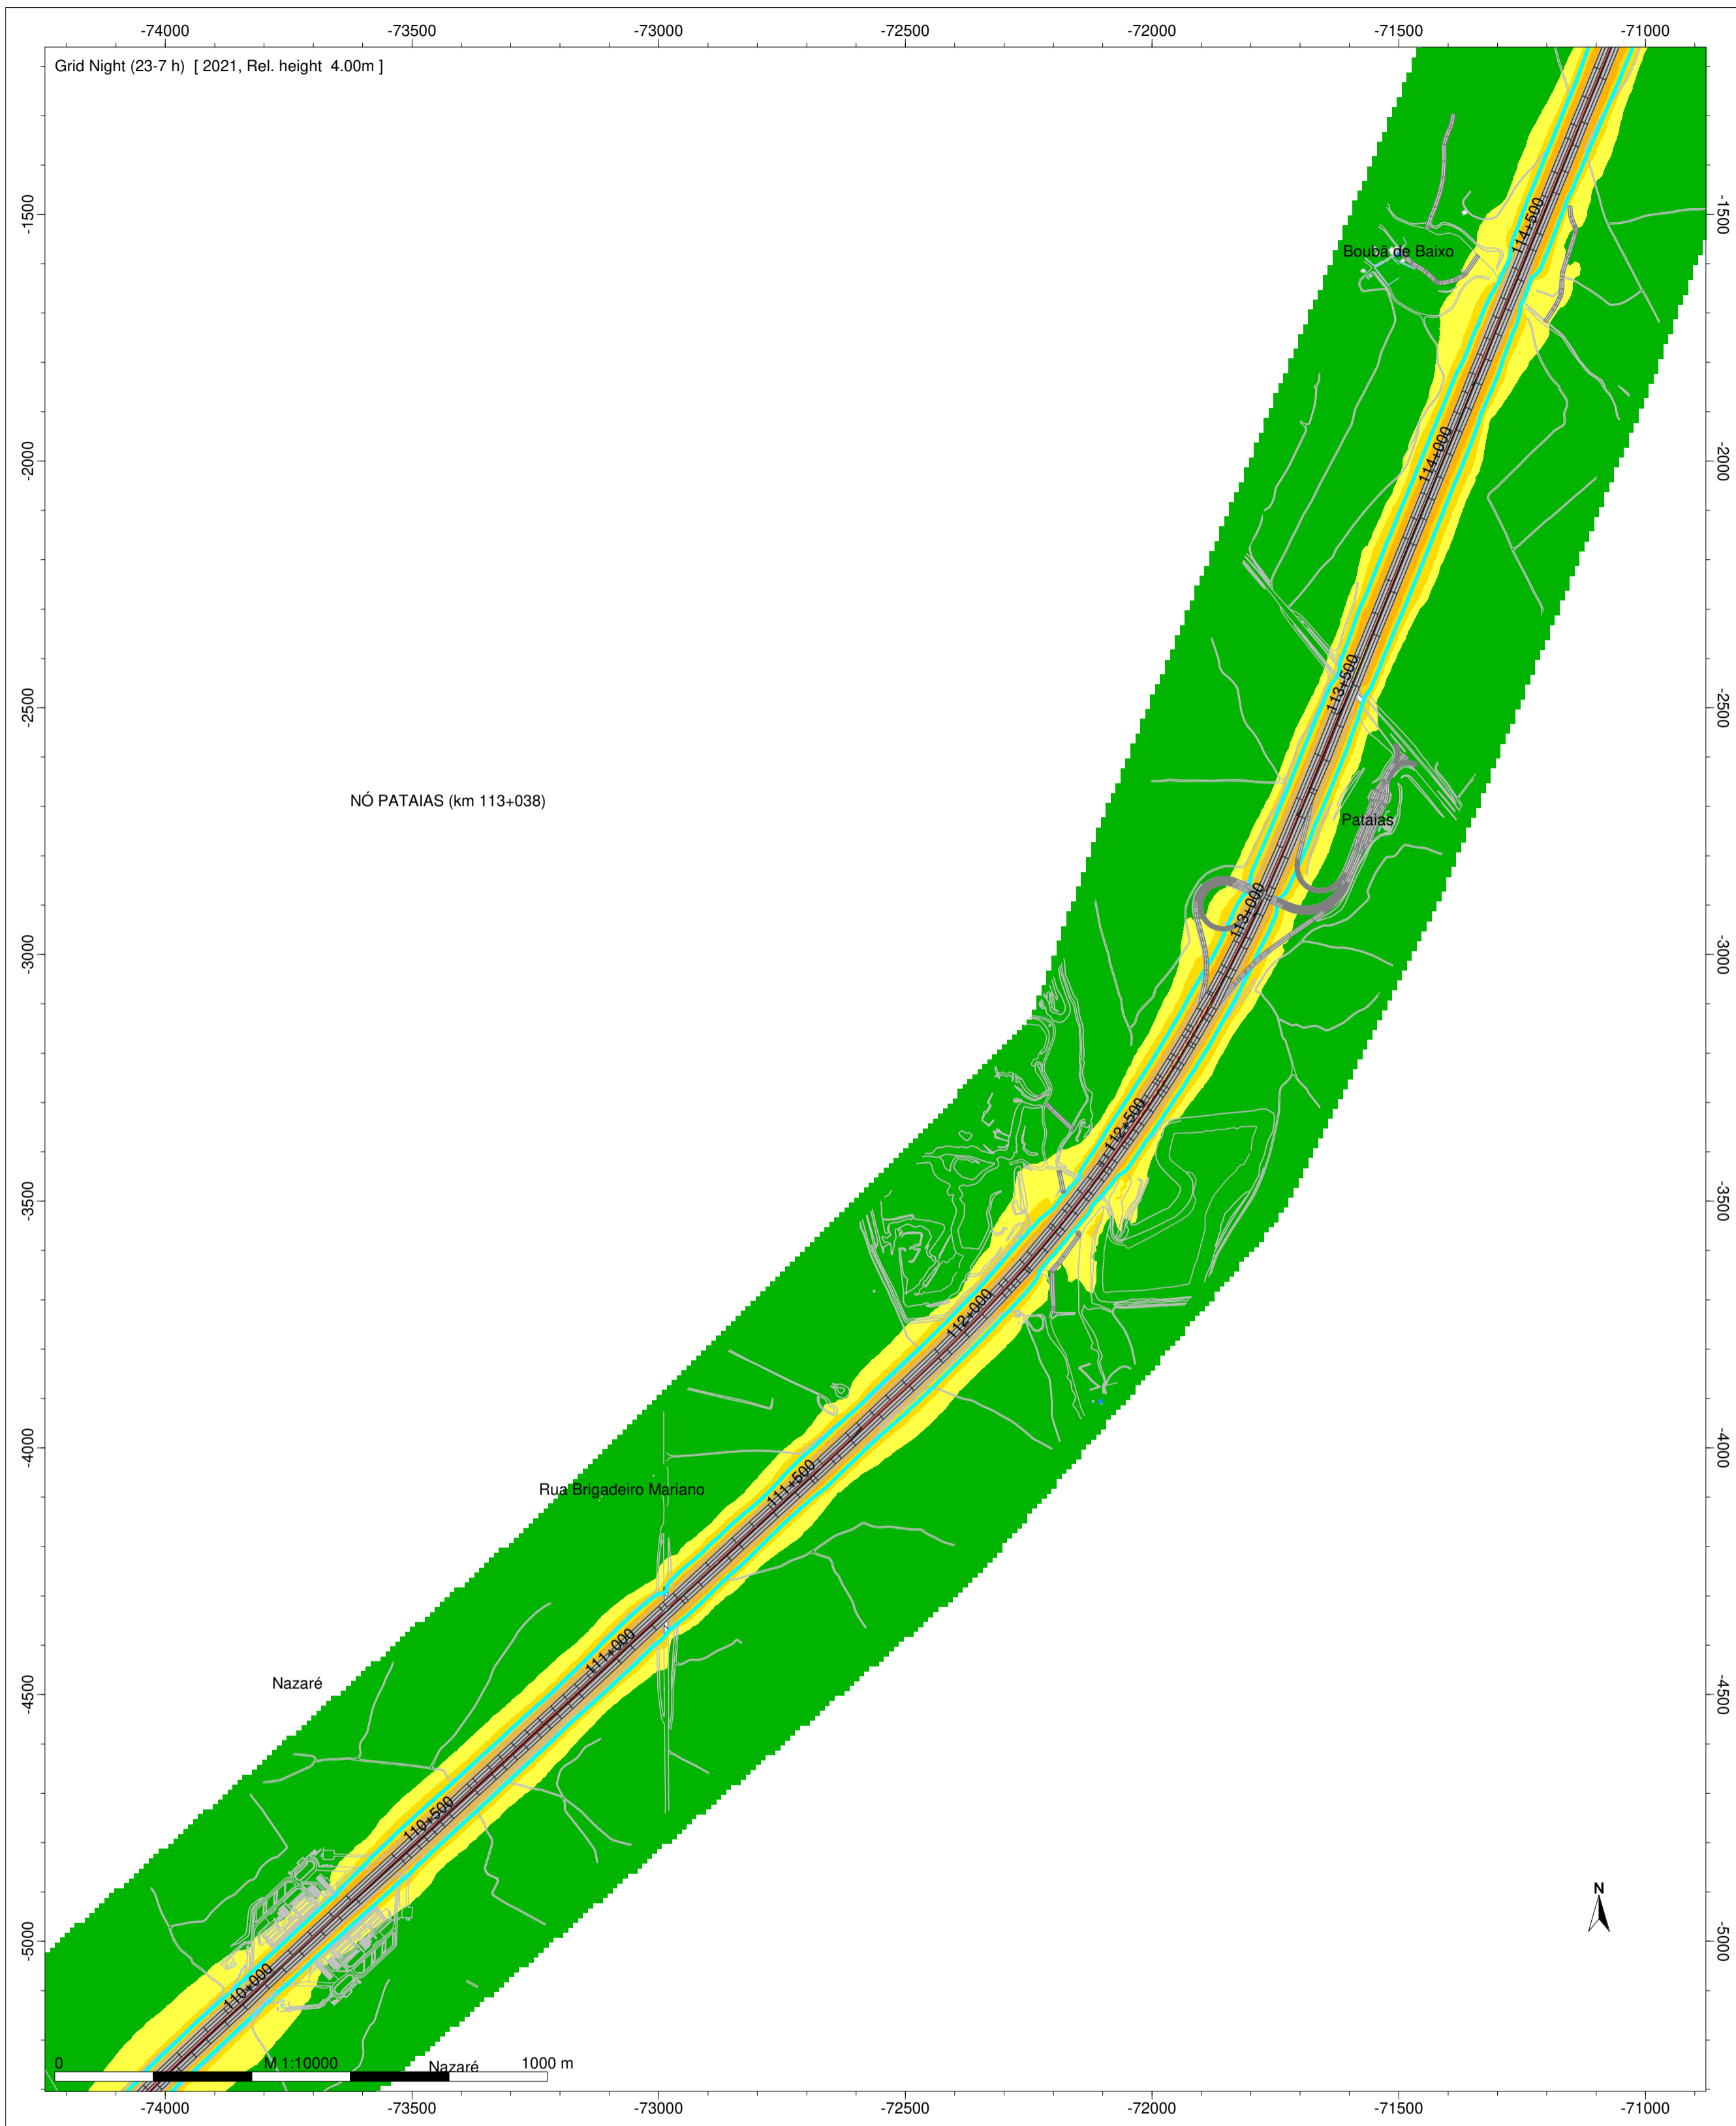 -74000 -73500 -73000 -72500 -72000 -71500 -71000
Grid Night (23-7 h) [ 2021, Rel. height 4.00m ]
-1500 -1500
114+500
Boubã de Baixo
114+000
-2000 -2000
113+500
-2500 -2500
NÓ PATAIAS (km 113+038)
Pataias
113+000
-3000 -3000
112+500
-3500 -3500
112+000
-4000 -4000
111+500
Rua Brigadeiro Mariano
111+000
Nazaré
-4500 -4500
110+500
N
-5000 -5000
110+000
0 M 1:10000 1000 m
Nazaré
-74000 -73500 -73000 -72500 -72000 -71500 -71000